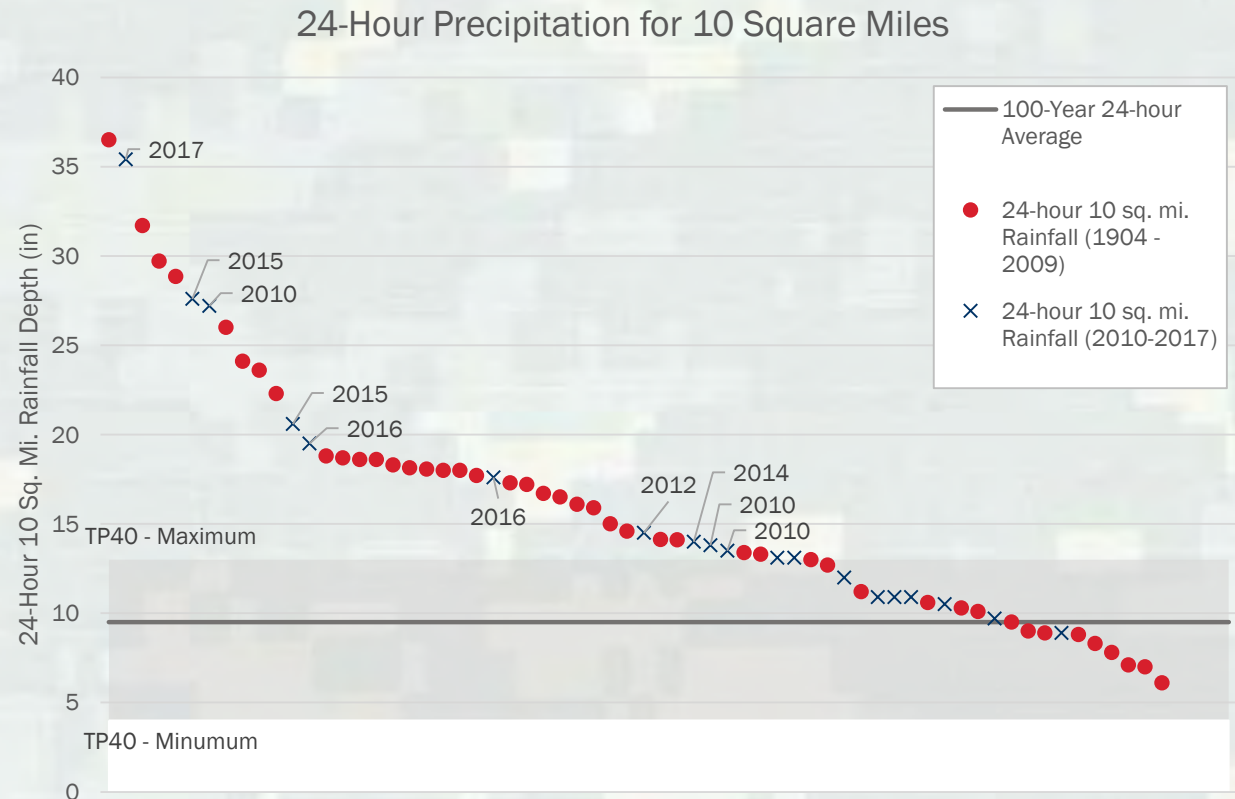 24-Hour Precipitation for 10 Square Miles
24-Hour 10 Sq. Mi. Rainfall Depth (in)
40
35
30
25
20
15
10
5
0
100-Year 24-hour
Average
24-hour 10 sq. mi.
Rainfall (1904 -
2009)
24-hour 10 sq. mi.
Rainfall (2010-2017)
2017
2015
2010
2015
2016
2016
2012
2014
2010
2010
TP40 - Maximum
TP40 - Minumum